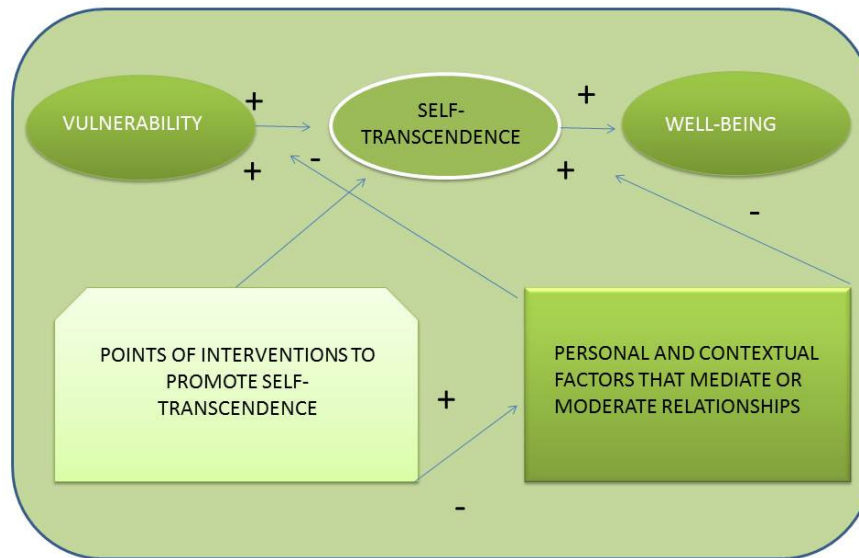 VULNERABILITY
+
+
-
SELF-
TRANSCENDENCE
+
+
WELL-BEING
-
POINTS OF INTERVENTIONS TO
PROMOTE SELF-
TRANSCENDENCE
+
-
PERSONAL AND CONTEXTUAL
FACTORS THAT MEDIATE OR
MODERATE RELATIONSHIPS